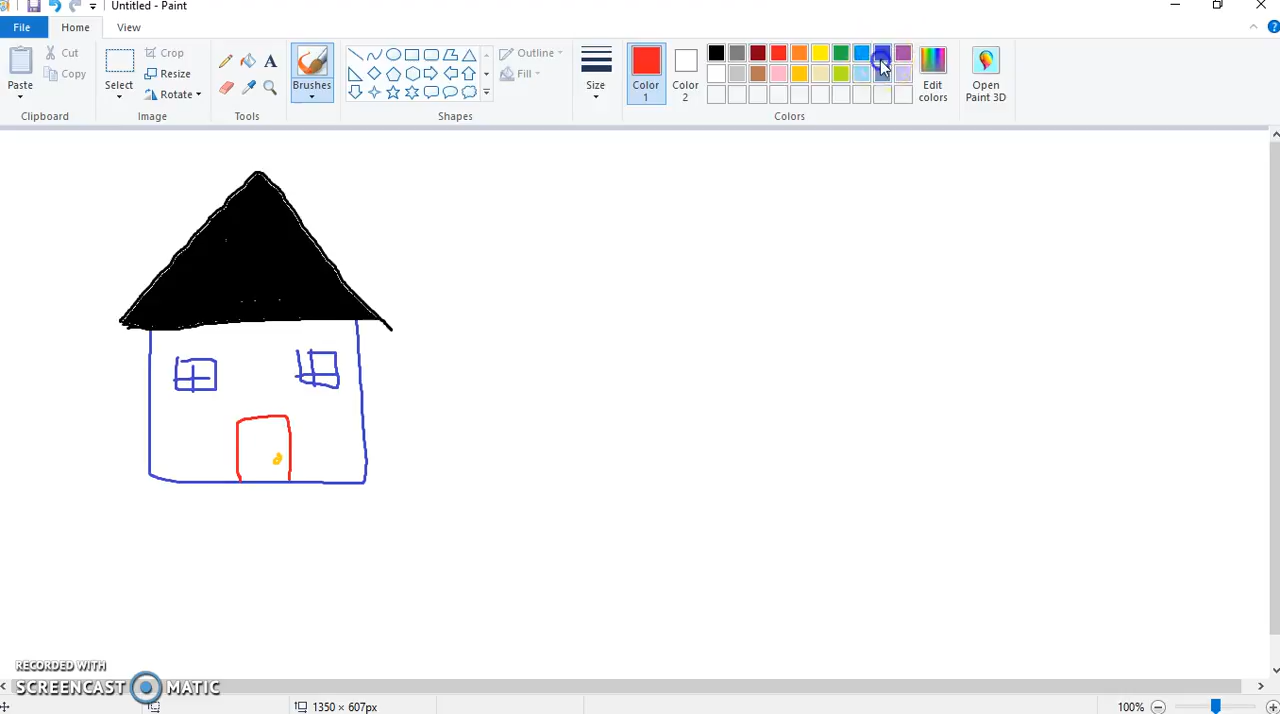 Untitled - Paint
File
Home
View
Paste
Cut
Copy
Clipboard
Select
Crop
Resize
Rotate
Image
Tools
Brushes
Shapes
Outline
Fill
Size
Color 1
Color 2
Edit colors
Colors
Open Paint 3D
RECORDED WITH
SCREENCAST MATIC
1350 × 607px
100%